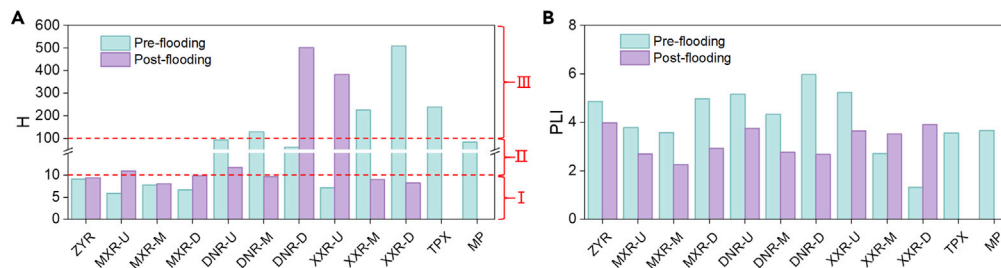 A
600
500
400
300
200
100
10
5
0
H
Pre-flooding
Post-flooding
III
II
I
ZYR
MXR-U
MXR-M
MXR-D
DNR-U
DNR-M
DNR-D
XXR-U
XXR-M
XXR-D
TPX
MP
B
8
6
4
2
0
PLI
Pre-flooding
Post-flooding
ZYR
MXR-U
MXR-M
MXR-D
DNR-U
DNR-M
DNR-D
XXR-U
XXR-M
XXR-D
TPX
MP